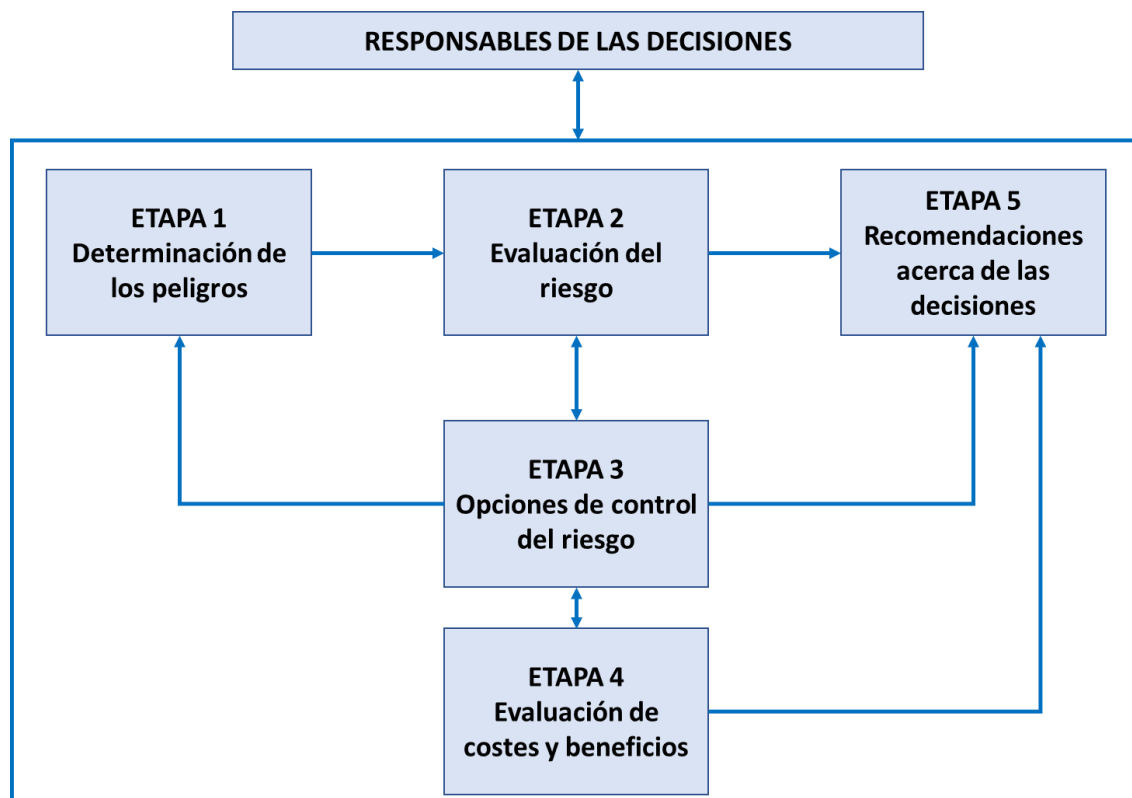 RESPONSABLES DE LAS DECISIONES
ETAPA 1
Determinación de
los peligros
ETAPA 2
Evaluación del
riesgo
ETAPA 5
Recomendaciones
acerca de las
decisiones
ETAPA 3
Opciones de control
del riesgo
ETAPA 4
Evaluación de
costes y beneficios